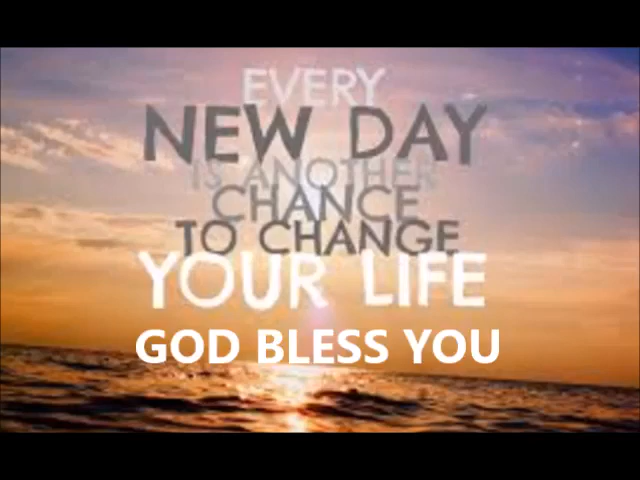 EVERY
NEW DAY
IS ANOTHER
CHANCE
TO CHANGE
YOUR LIFE
GOD BLESS YOU